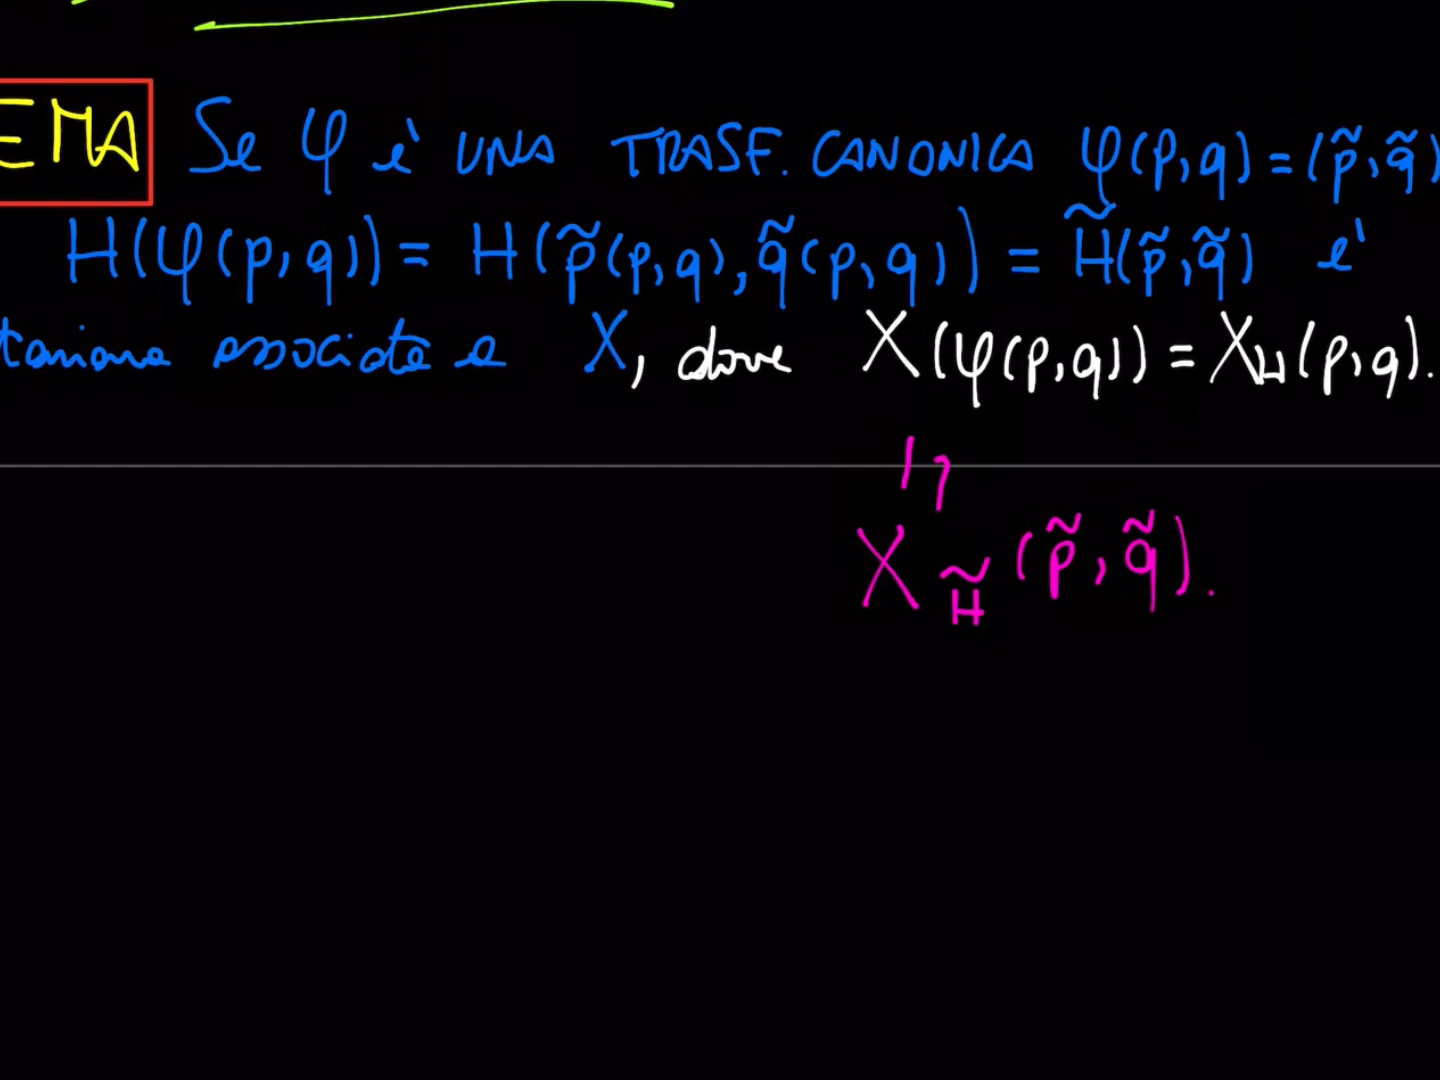 EMA Se φ è UNA TRASF. CANONICA φ(p,q)=(p̃,q̃)
H(φ(p,q))= H(p̃(p,q),q̃(p,q)) = H̃(p̃,q̃) è
toniana associata a X, dove X(φ(p,q))=X_H(p,q).
X_H̃(p̃,q̃).